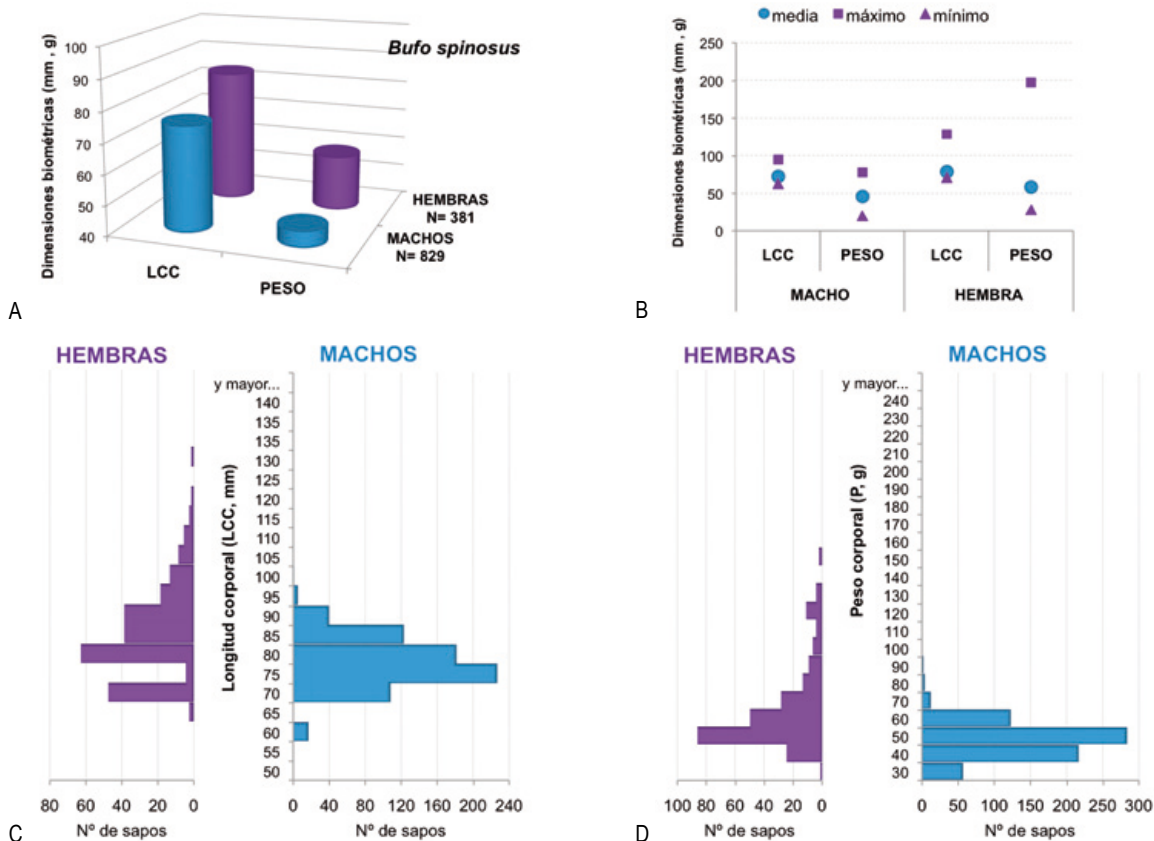 Bufo spinosus
Dimensiones biométricas (mm , g)
100
90
80
70
60
50
40
LCC
PESO
HEMBRAS
N= 381
MACHOS
N= 829
A
media máximo mínimo
Dimensiones biométricas (mm , g)
250
200
150
100
50
0
LCC PESO LCC PESO
MACHO HEMBRA
B
HEMBRAS MACHOS
Longitud corporal (LCC, mm)
y mayor...
140
135
135
130
125
120
115
110
105
100
95
90
85
80
75
70
65
60
55
50
80 60 40 20 0
0 40 80 120 160 200 240
Nº de sapos Nº de sapos
C
HEMBRAS MACHOS
Peso corporal (P, g)
y mayor...
240
230
220
210
200
190
180
170
160
150
140
130
120
100
90
80
70
60
50
40
30
100 80 60 40 20 0
0 50 100 150 200 250 300
Nº de sapos Nº de sapos
D